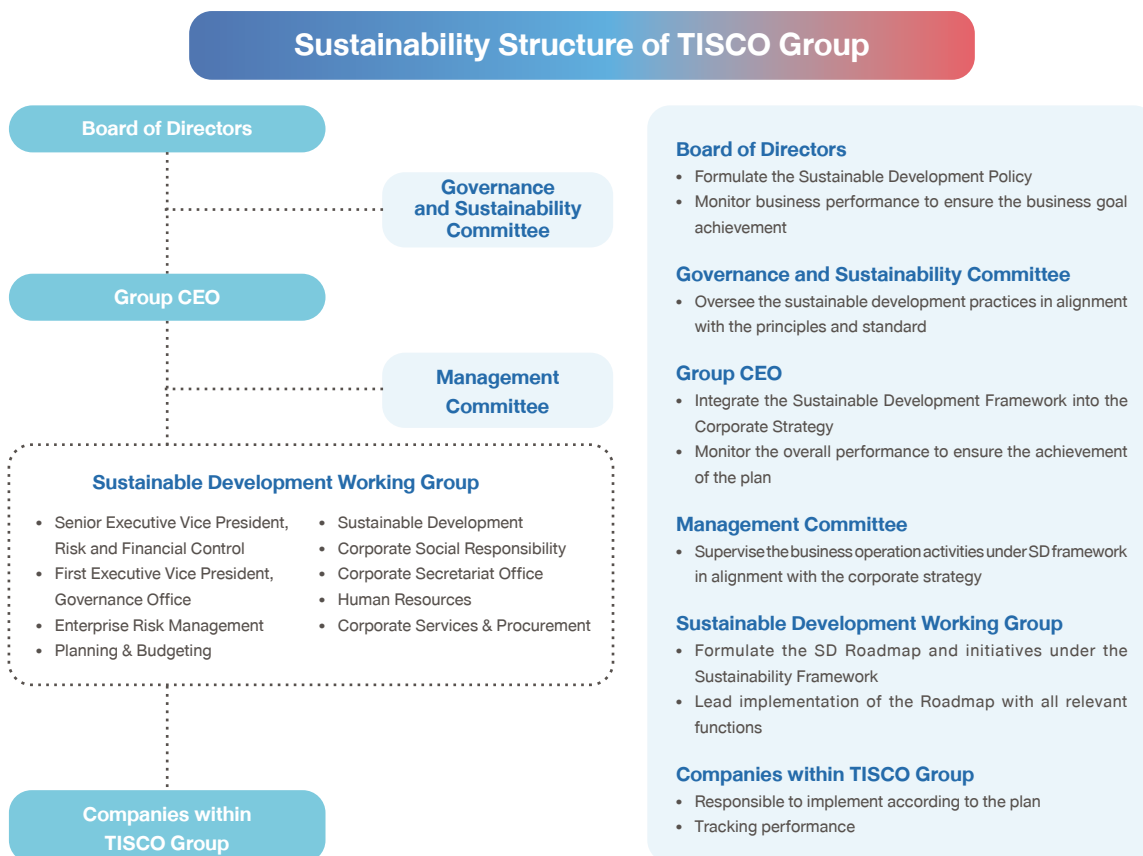 Sustainability Structure of TISCO Group
Board of Directors
Governance
and Sustainability
Committee
Group CEO
Management
Committee
Sustainable Development Working Group
• Senior Executive Vice President,
Risk and Financial Control
• First Executive Vice President,
Governance Office
• Enterprise Risk Management
• Planning & Budgeting
• Sustainable Development
• Corporate Social Responsibility
• Corporate Secretariat Office
• Human Resources
• Corporate Services & Procurement
Companies within
TISCO Group
Board of Directors
• Formulate the Sustainable Development Policy
• Monitor business performance to ensure the business goal
achievement
Governance and Sustainability Committee
• Oversee the sustainable development practices in alignment
with the principles and standard
Group CEO
• Integrate the Sustainable Development Framework into the
Corporate Strategy
• Monitor the overall performance to ensure the achievement
of the plan
Management Committee
• Supervise the business operation activities under SD framework
in alignment with the corporate strategy
Sustainable Development Working Group
• Formulate the SD Roadmap and initiatives under the
Sustainability Framework
• Lead implementation of the Roadmap with all relevant
functions
Companies within TISCO Group
• Responsible to implement according to the plan
• Tracking performance